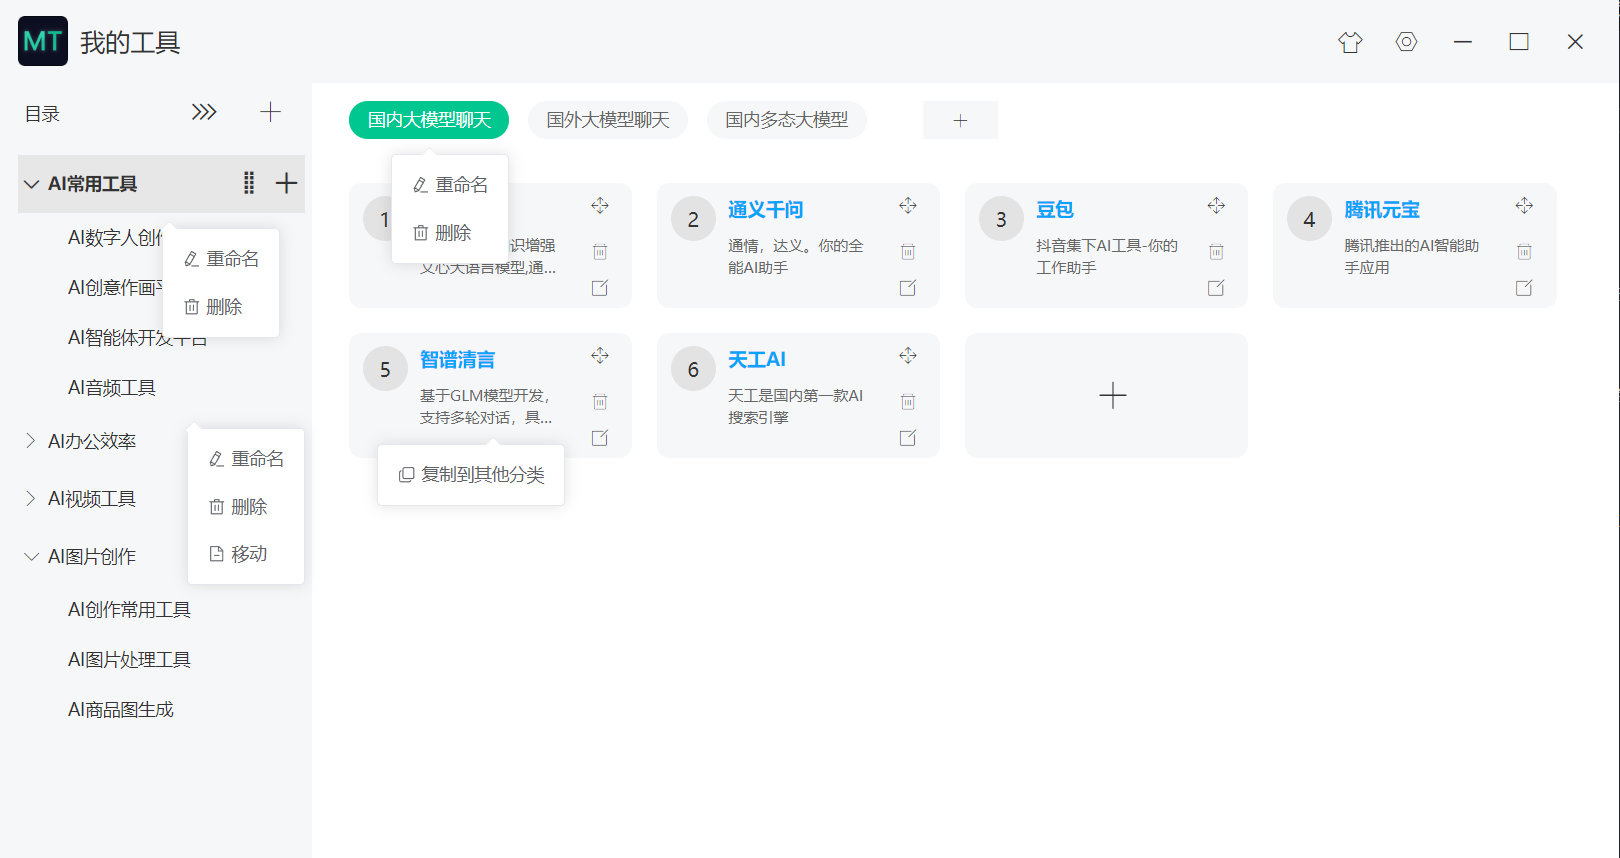 MT 我的工具
目录
AI常用工具
AI数字人创
AI创意作画
AI智能体开发平台
AI音频工具
AI办公效率
AI视频工具
AI图片创作
AI创作常用工具
AI图片处理工具
AI商品图生成
重命名
删除
重命名
删除
移动
国内大模型聊天 国外大模型聊天 国内多态大模型
重命名
删除
1
识增强
文心大语言模型,通...
2 通义千问
通情，达义。你的全
能AI助手
3 豆包
抖音集下AI工具-你的
工作助手
4 腾讯元宝
腾讯推出的AI智能助
手应用
5 智谱清言
基于GLM模型开发，
支持多轮对话，具...
6 天工AI
天工是国内第一款AI
搜索引擎
复制到其他分类